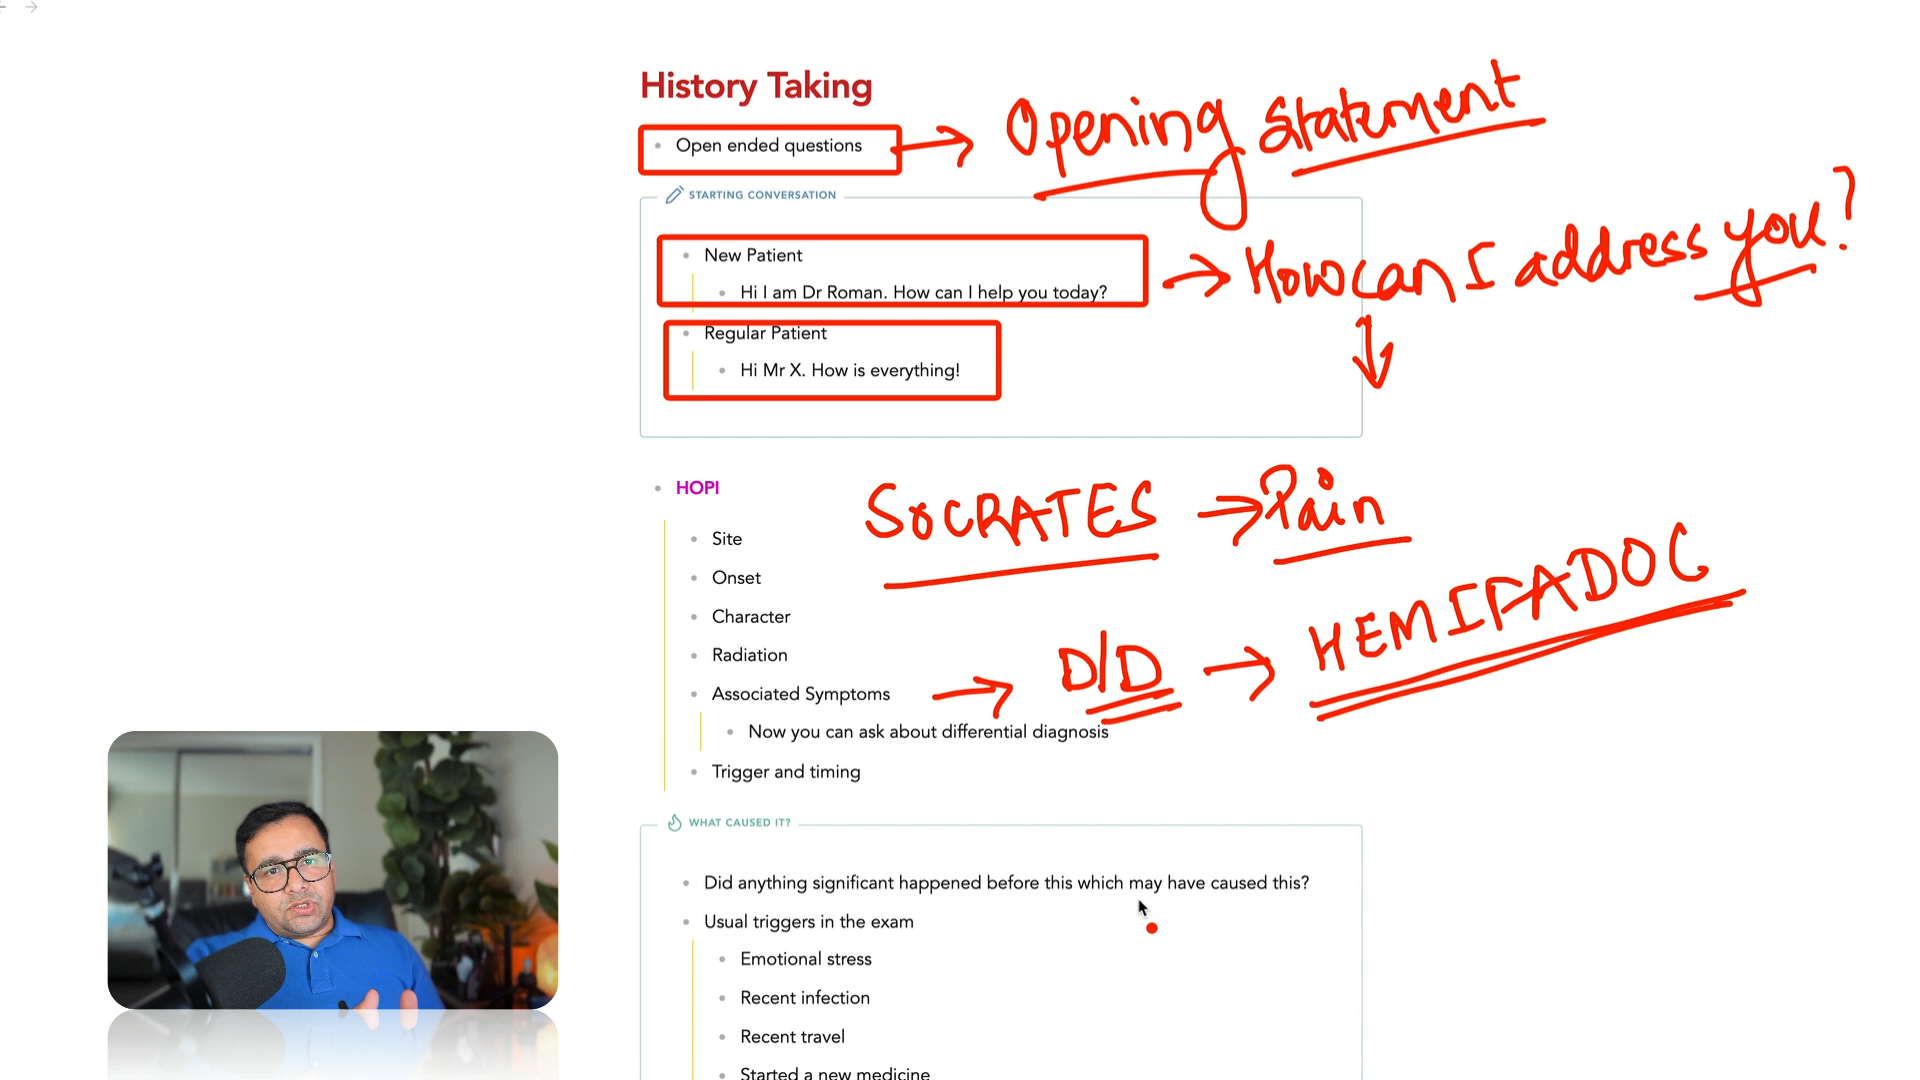 History Taking
Open ended questions
Opening statement
STARTING CONVERSATION
New Patient
Hi I am Dr Roman. How can I help you today?
How can I address you?
Regular Patient
Hi Mr X. How is everything!
HOPI
SOCRATES → Pain
Site
Onset
Character
Radiation
Associated Symptoms
→ D/D → HEMIFADOC
Now you can ask about differential diagnosis
Trigger and timing
WHAT CAUSED IT?
Did anything significant happened before this which may have caused this?
Usual triggers in the exam
Emotional stress
Recent infection
Recent travel
Started a new medicine